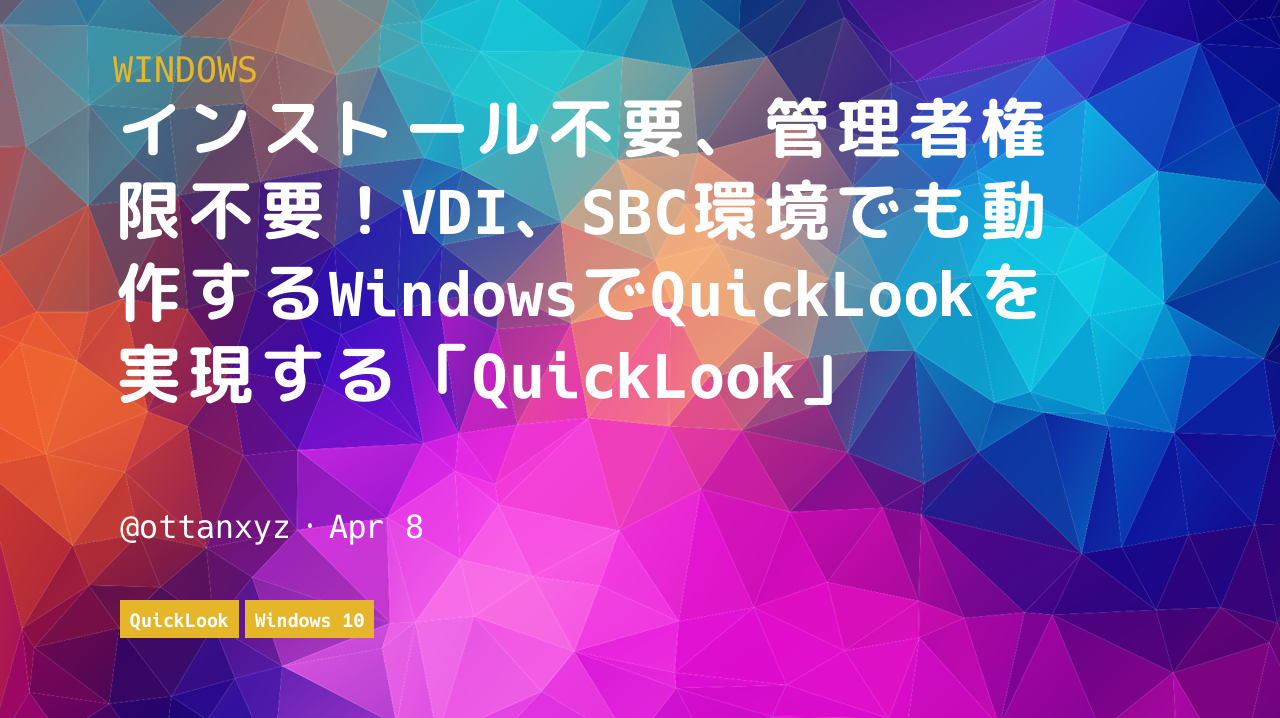 WINDOWS
インストール不要、管理者権
限不要！VDI、SBC環境でも動
作するWindowsでQuickLookを
実現する「QuickLook」
@ottanxyz · Apr 8
QuickLook Windows 10